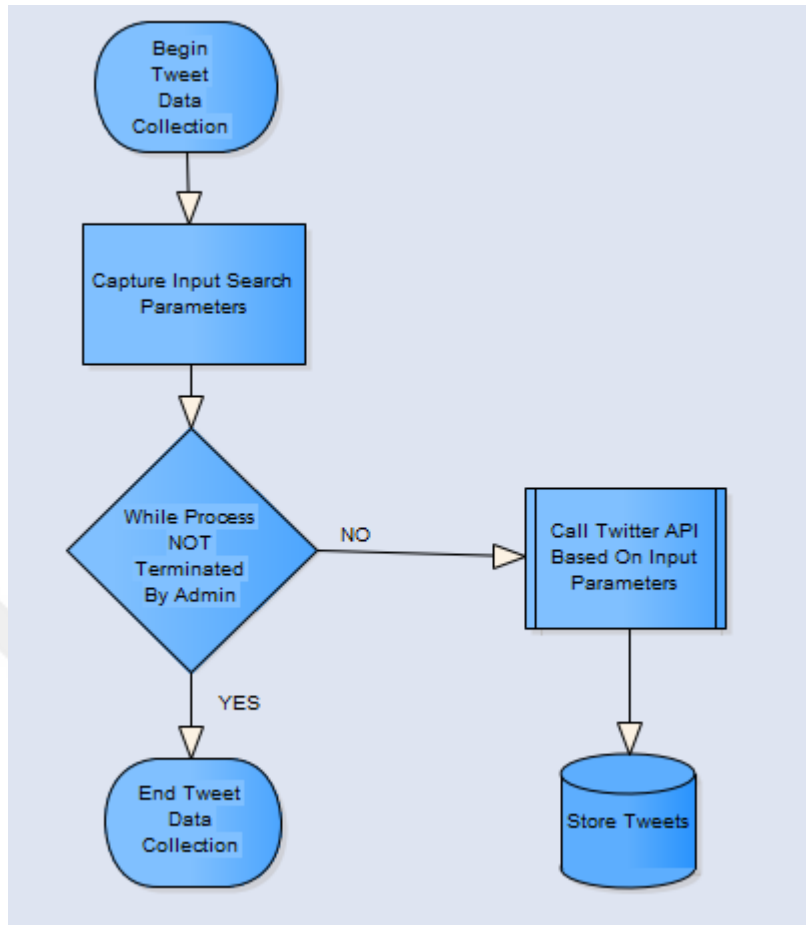 Begin
Tweet
Data
Collection
Capture Input Search
Parameters
While Process
NOT
Terminated
By Admin
NO
Call Twitter API
Based On Input
Parameters
YES
End Tweet
Data
Collection
Store Tweets